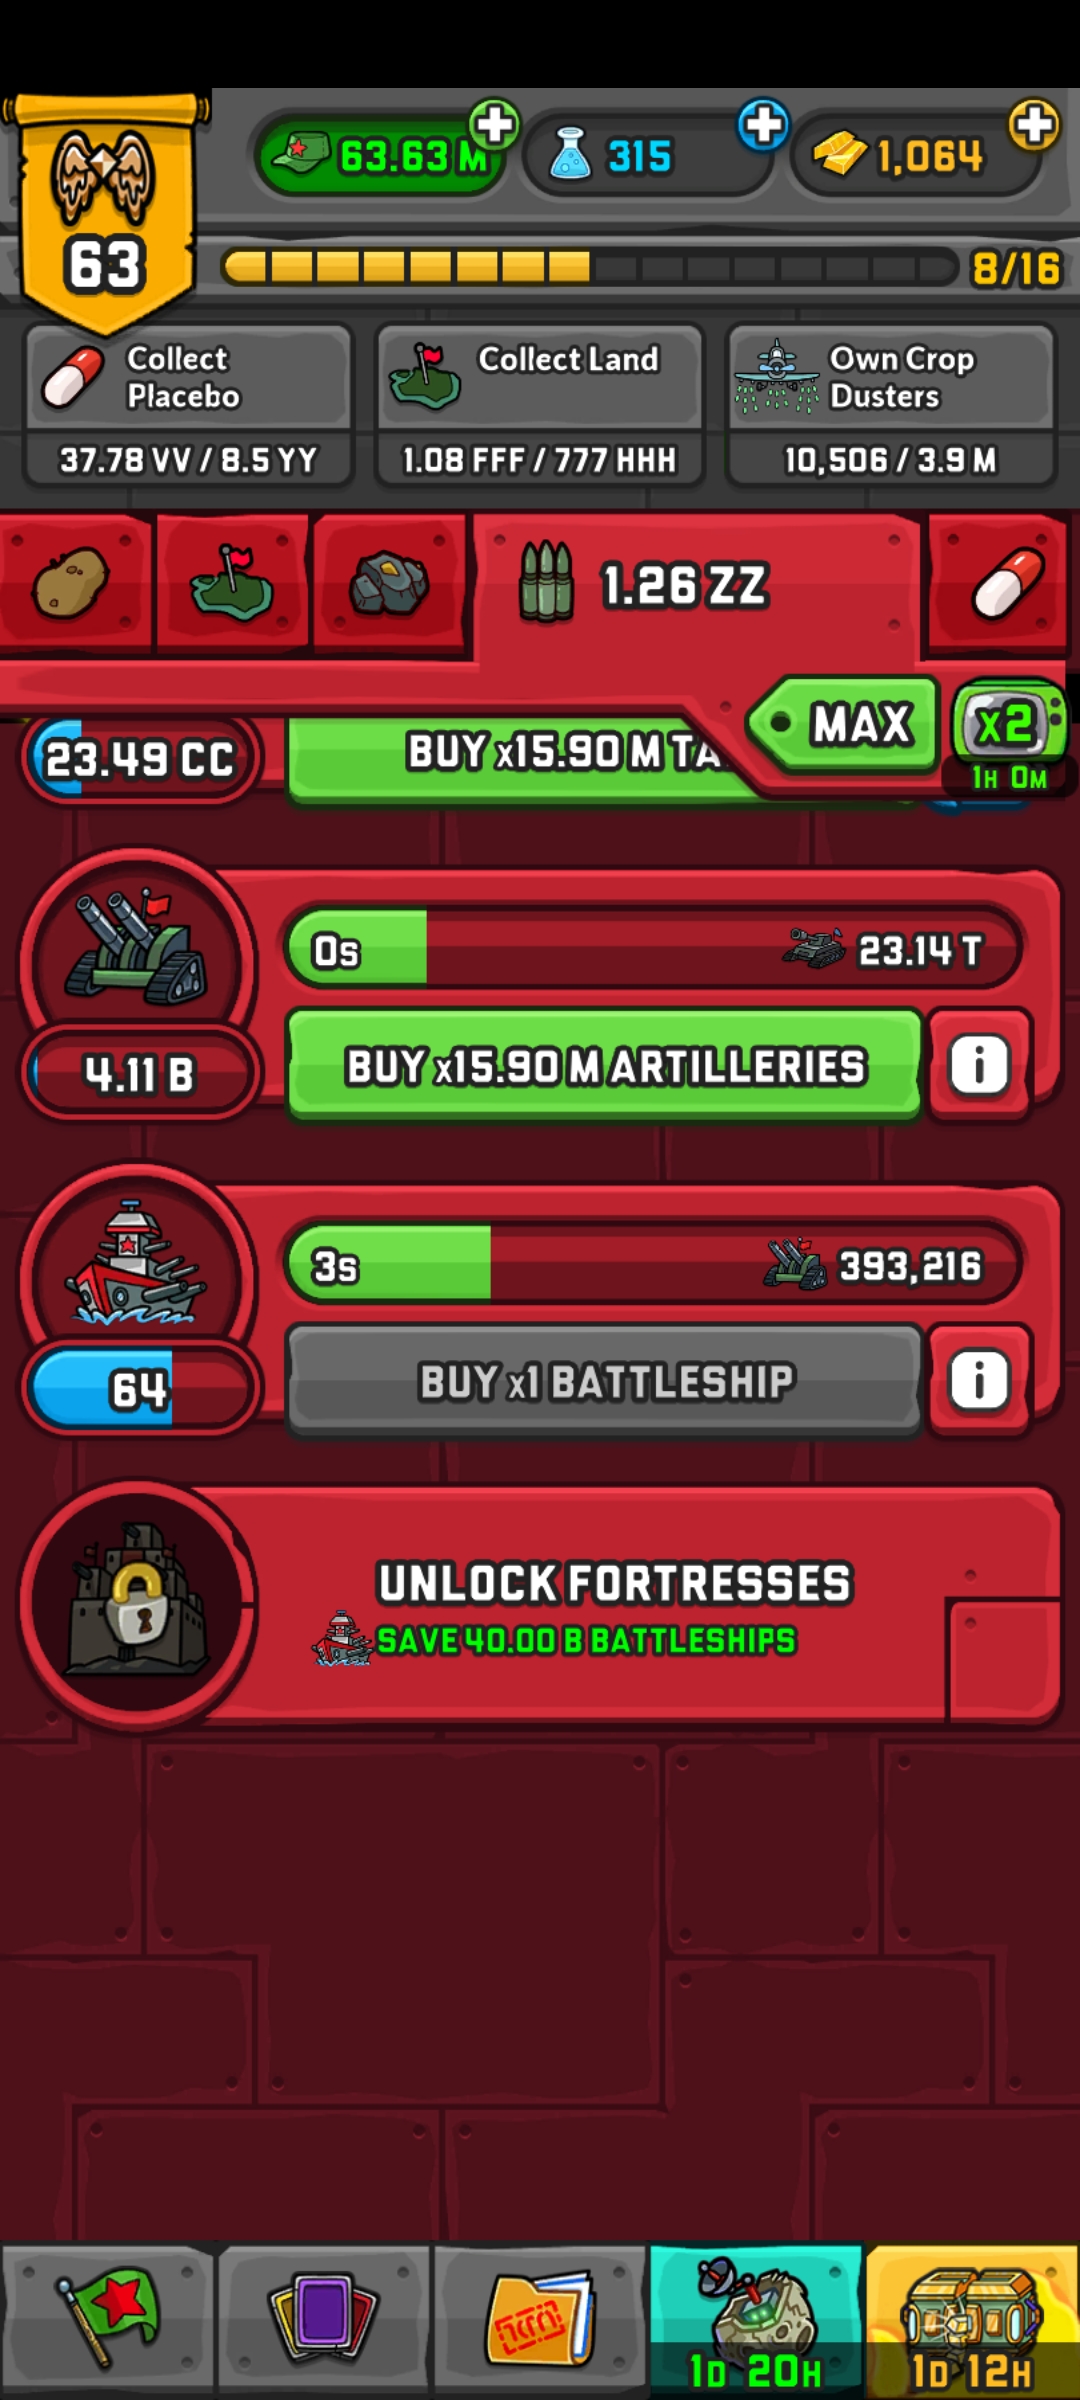 63.63 M
315
1,064
63
8/16
Collect
Placebo
37.78 VV / 8.5 YY
Collect Land
1.08 FFF / 777 HHH
Own Crop
Dusters
10,506 / 3.9 M
1.26 ZZ
MAX
x2
1H 0M
23.49 CC
BUY x15.90 M TA
0s
23.14 T
4.11 B
BUY x15.90 M ARTILLERIES
i
3s
393,216
64
BUY x1 BATTLESHIP
i
UNLOCK FORTRESSES
SAVE 40.00 B BATTLESHIPS
1D 20H
1D 12H